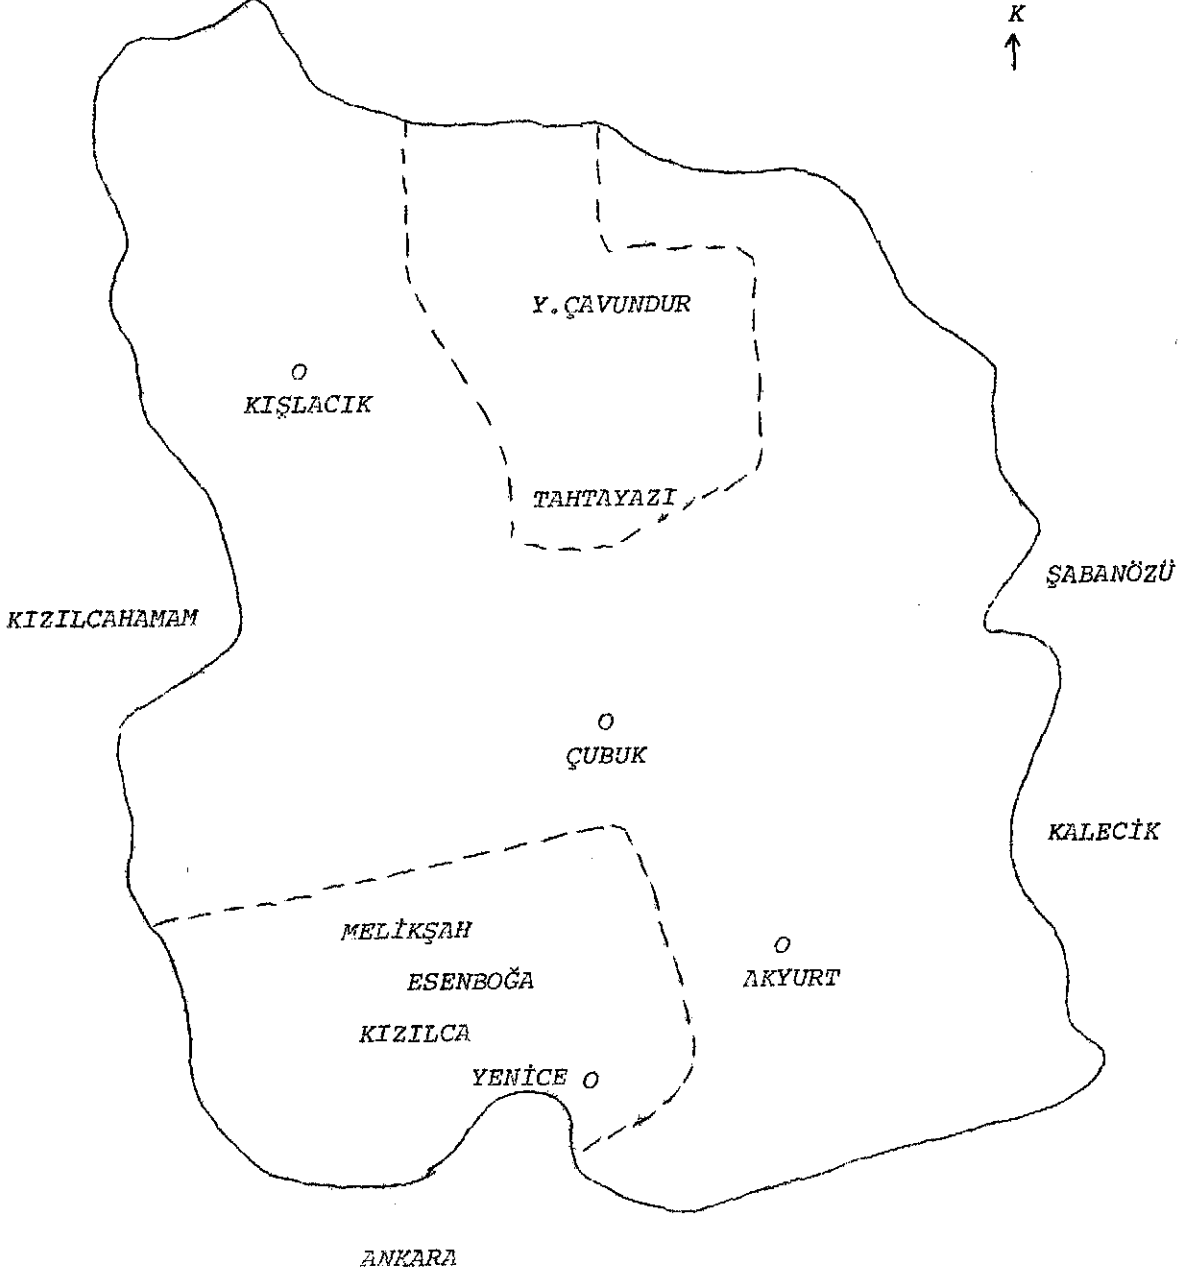 K
Y.ÇAVUNDUR
KIŞLACIK
TAHTAYAZI
ŞABANÖZÜ
KIZILCAHAMAM
ÇUBUK
KALECİK
MELİKŞAH
AKYURT
ESENBOĞA
KIZILCA
YENİCE
ANKARA